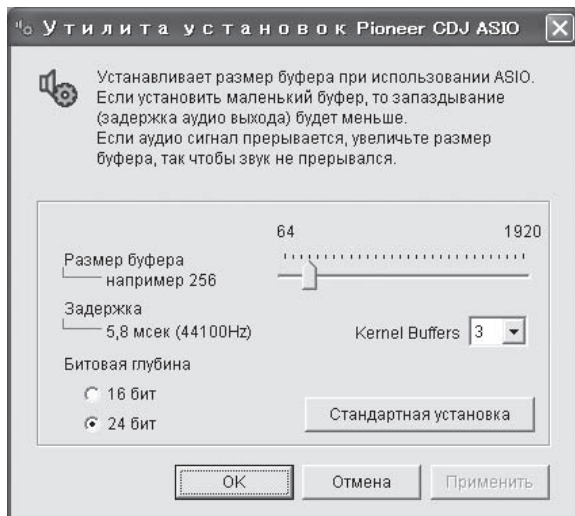 Утилита установок Pioneer CDJ ASIO
Устанавливает размер буфера при использовании ASIO.
Если установить маленький буфер, то запаздывание
(задержка аудио выхода) будет меньше.
Если аудио сигнал прерывается, увеличьте размер
буфера, так чтобы звук не прерывался.
64 1920
Размер буфера
например 256
Задержка
5,8 мсек (44100Hz)
Kernel Buffers 3
Битовая глубина
16 бит
24 бит
Стандартная установка
OK Отмена Применить